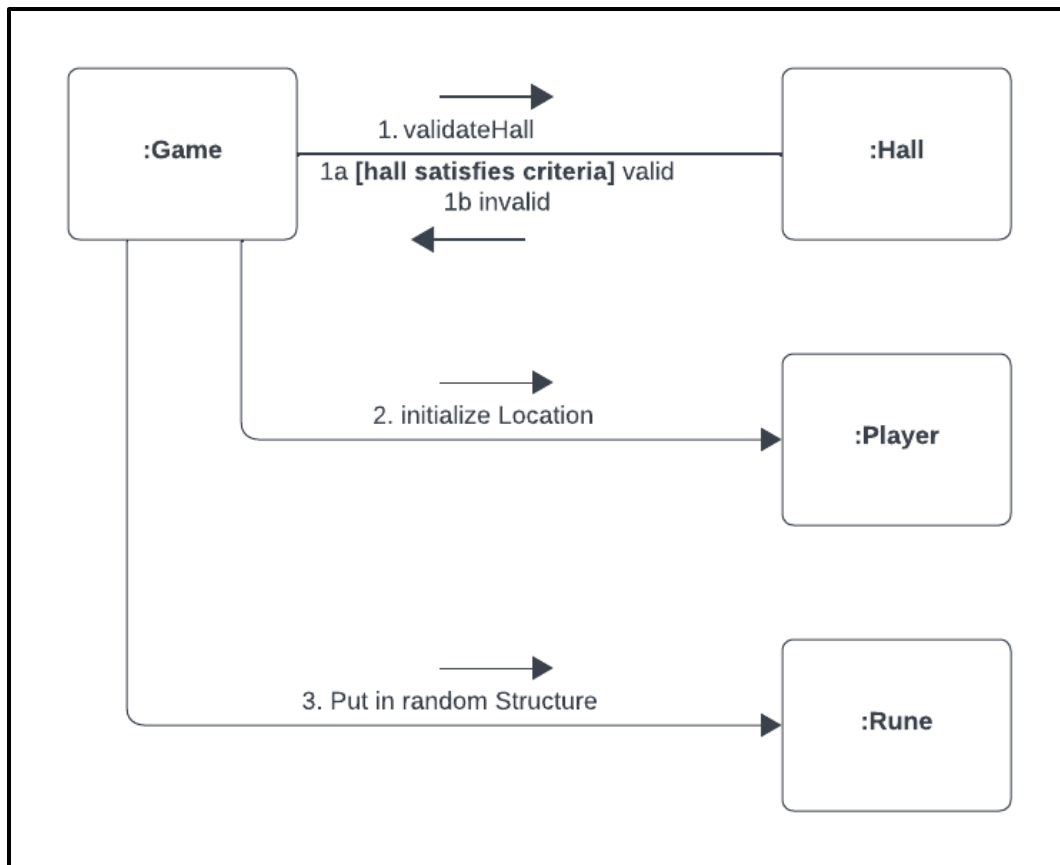 :Game
1. validateHall
:Hall
1a [hall satisfies criteria] valid
1b invalid
2. initialize Location
:Player
3. Put in random Structure
:Rune